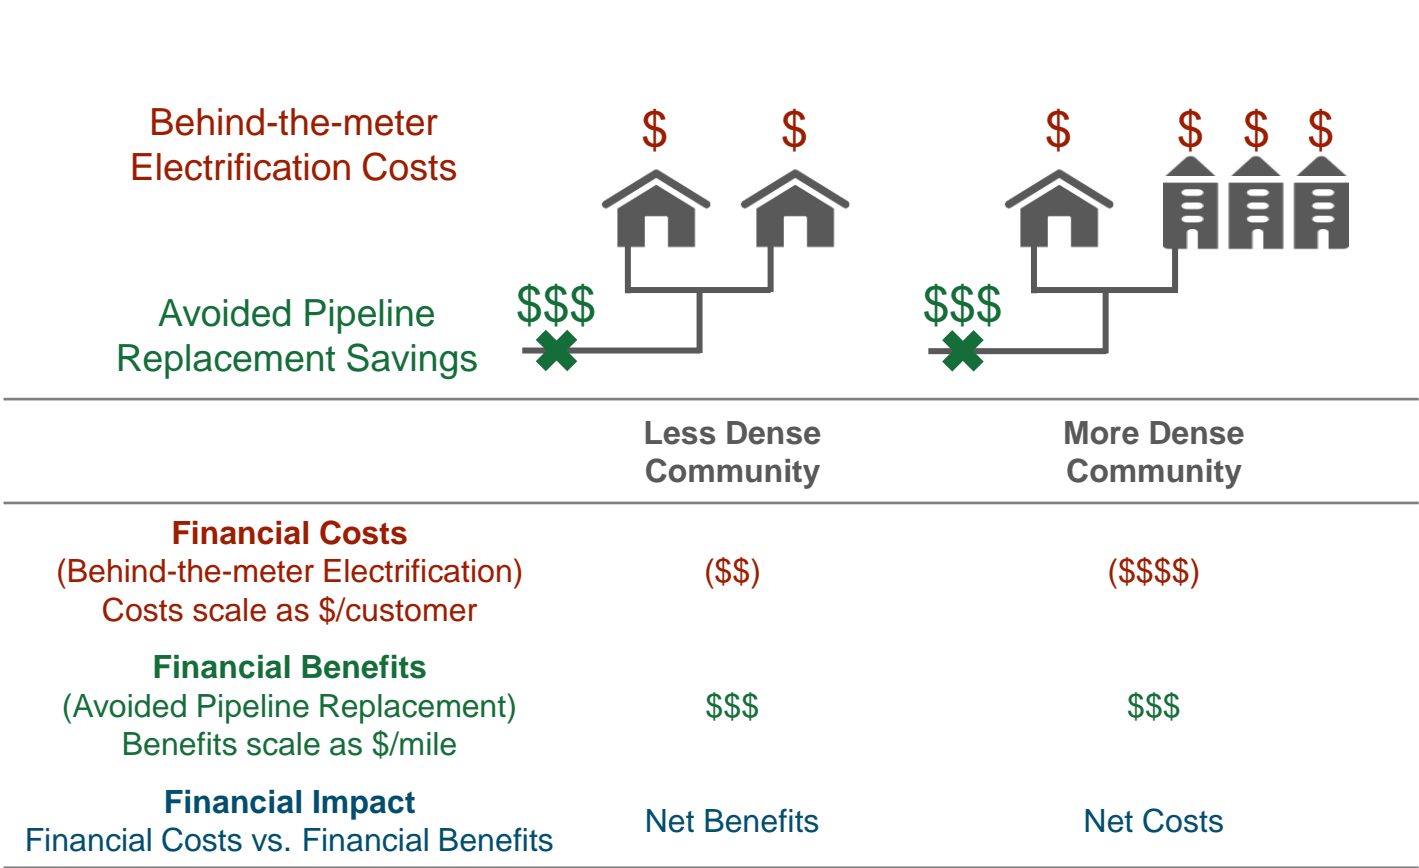 Behind-the-meter
Electrification Costs
$ $
$ $ $ $
Avoided Pipeline
Replacement Savings
$$$
$$$
Less Dense
Community
More Dense
Community
Financial Costs
(Behind-the-meter Electrification)
Costs scale as $/customer
($$)
($$$$)
Financial Benefits
(Avoided Pipeline Replacement)
Benefits scale as $/mile
$$$
$$$
Financial Impact
Financial Costs vs. Financial Benefits
Net Benefits
Net Costs